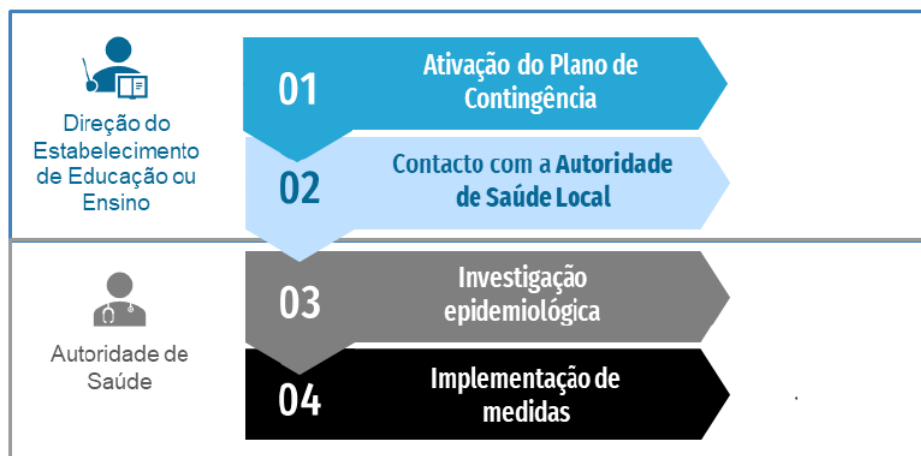 Direção do
Estabelecimento
de Educação ou
Ensino
01
Ativação do Plano de
Contingência
02
Contacto com a Autoridade
de Saúde Local
Autoridade de
Saúde
03
Investigação
epidemiológica
04
Implementação de
medidas